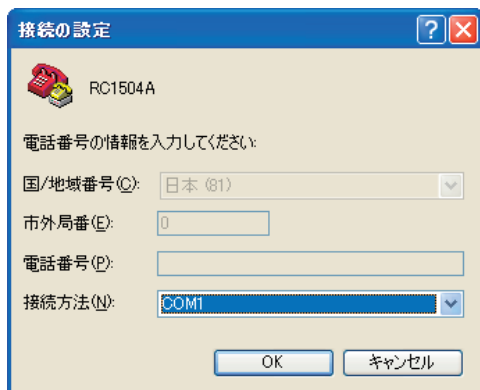 接続の設定
RC1504A
電話番号の情報を入力してください:
国/地域番号(C): 日本 (81)
市外局番(E): 0
電話番号(P):
接続方法(N): COM1
OK キャンセル